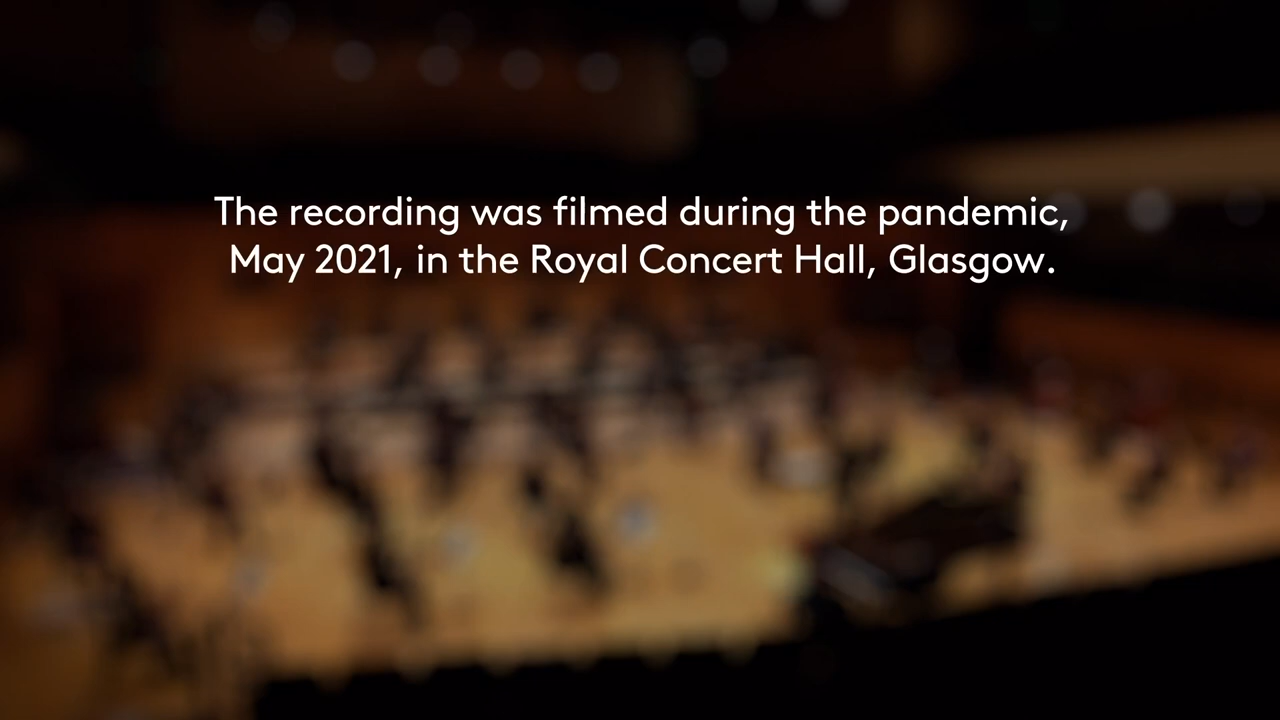 The recording was filmed during the pandemic,
May 2021, in the Royal Concert Hall, Glasgow.